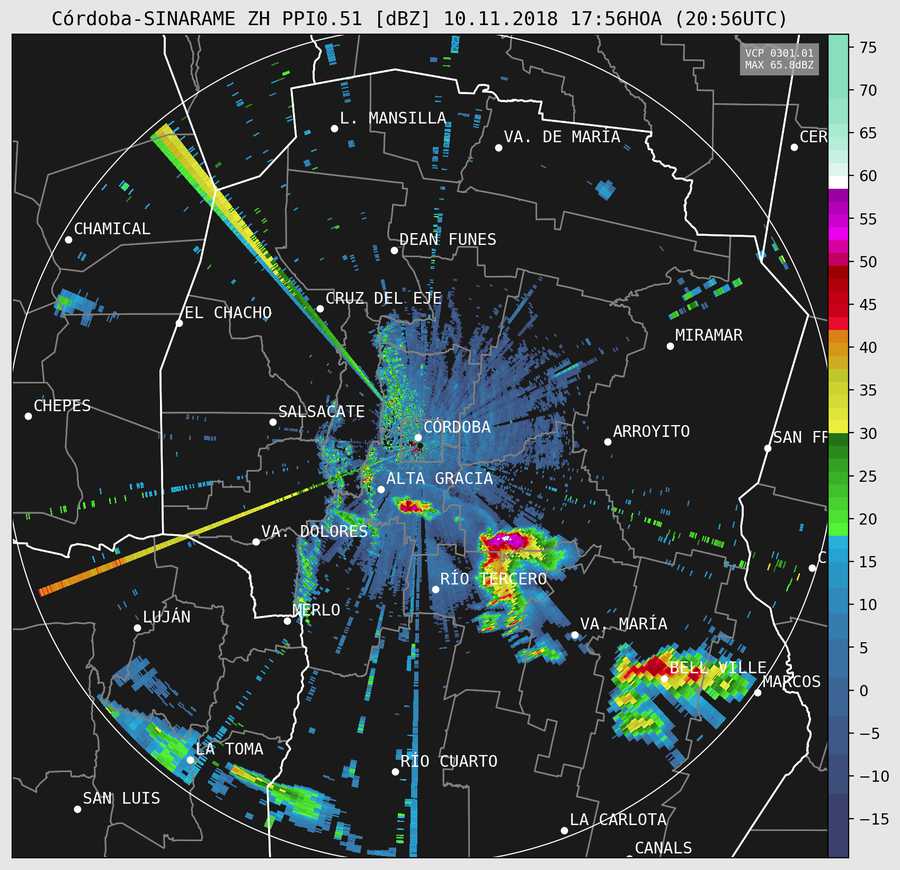 Córdoba-SINARAME ZH PPI0.51 [dBZ] 10.11.2018 17:56HOA (20:56UTC)
VCP 0301.01
MAX 65.8dBZ
75
70
65
60
55
50
45
40
35
30
25
20
15
10
5
0
−5
−10
−15
L. MANSILLA
VA. DE MARÍA
CER
CHAMICAL
DEAN FUNES
CRUZ DEL EJE
EL CHACHO
MIRAMAR
CHEPES
SALSACATE
CÓRDOBA
ARROYITO
SAN FR
ALTA GRACIA
VA. DOLORES
C
RÍO TERCERO
MERLO
LUJÁN
VA. MARÍA
BELL VILLE
MARCOS
LA TOMA
RÍO CUARTO
SAN LUIS
LA CARLOTA
CANALS